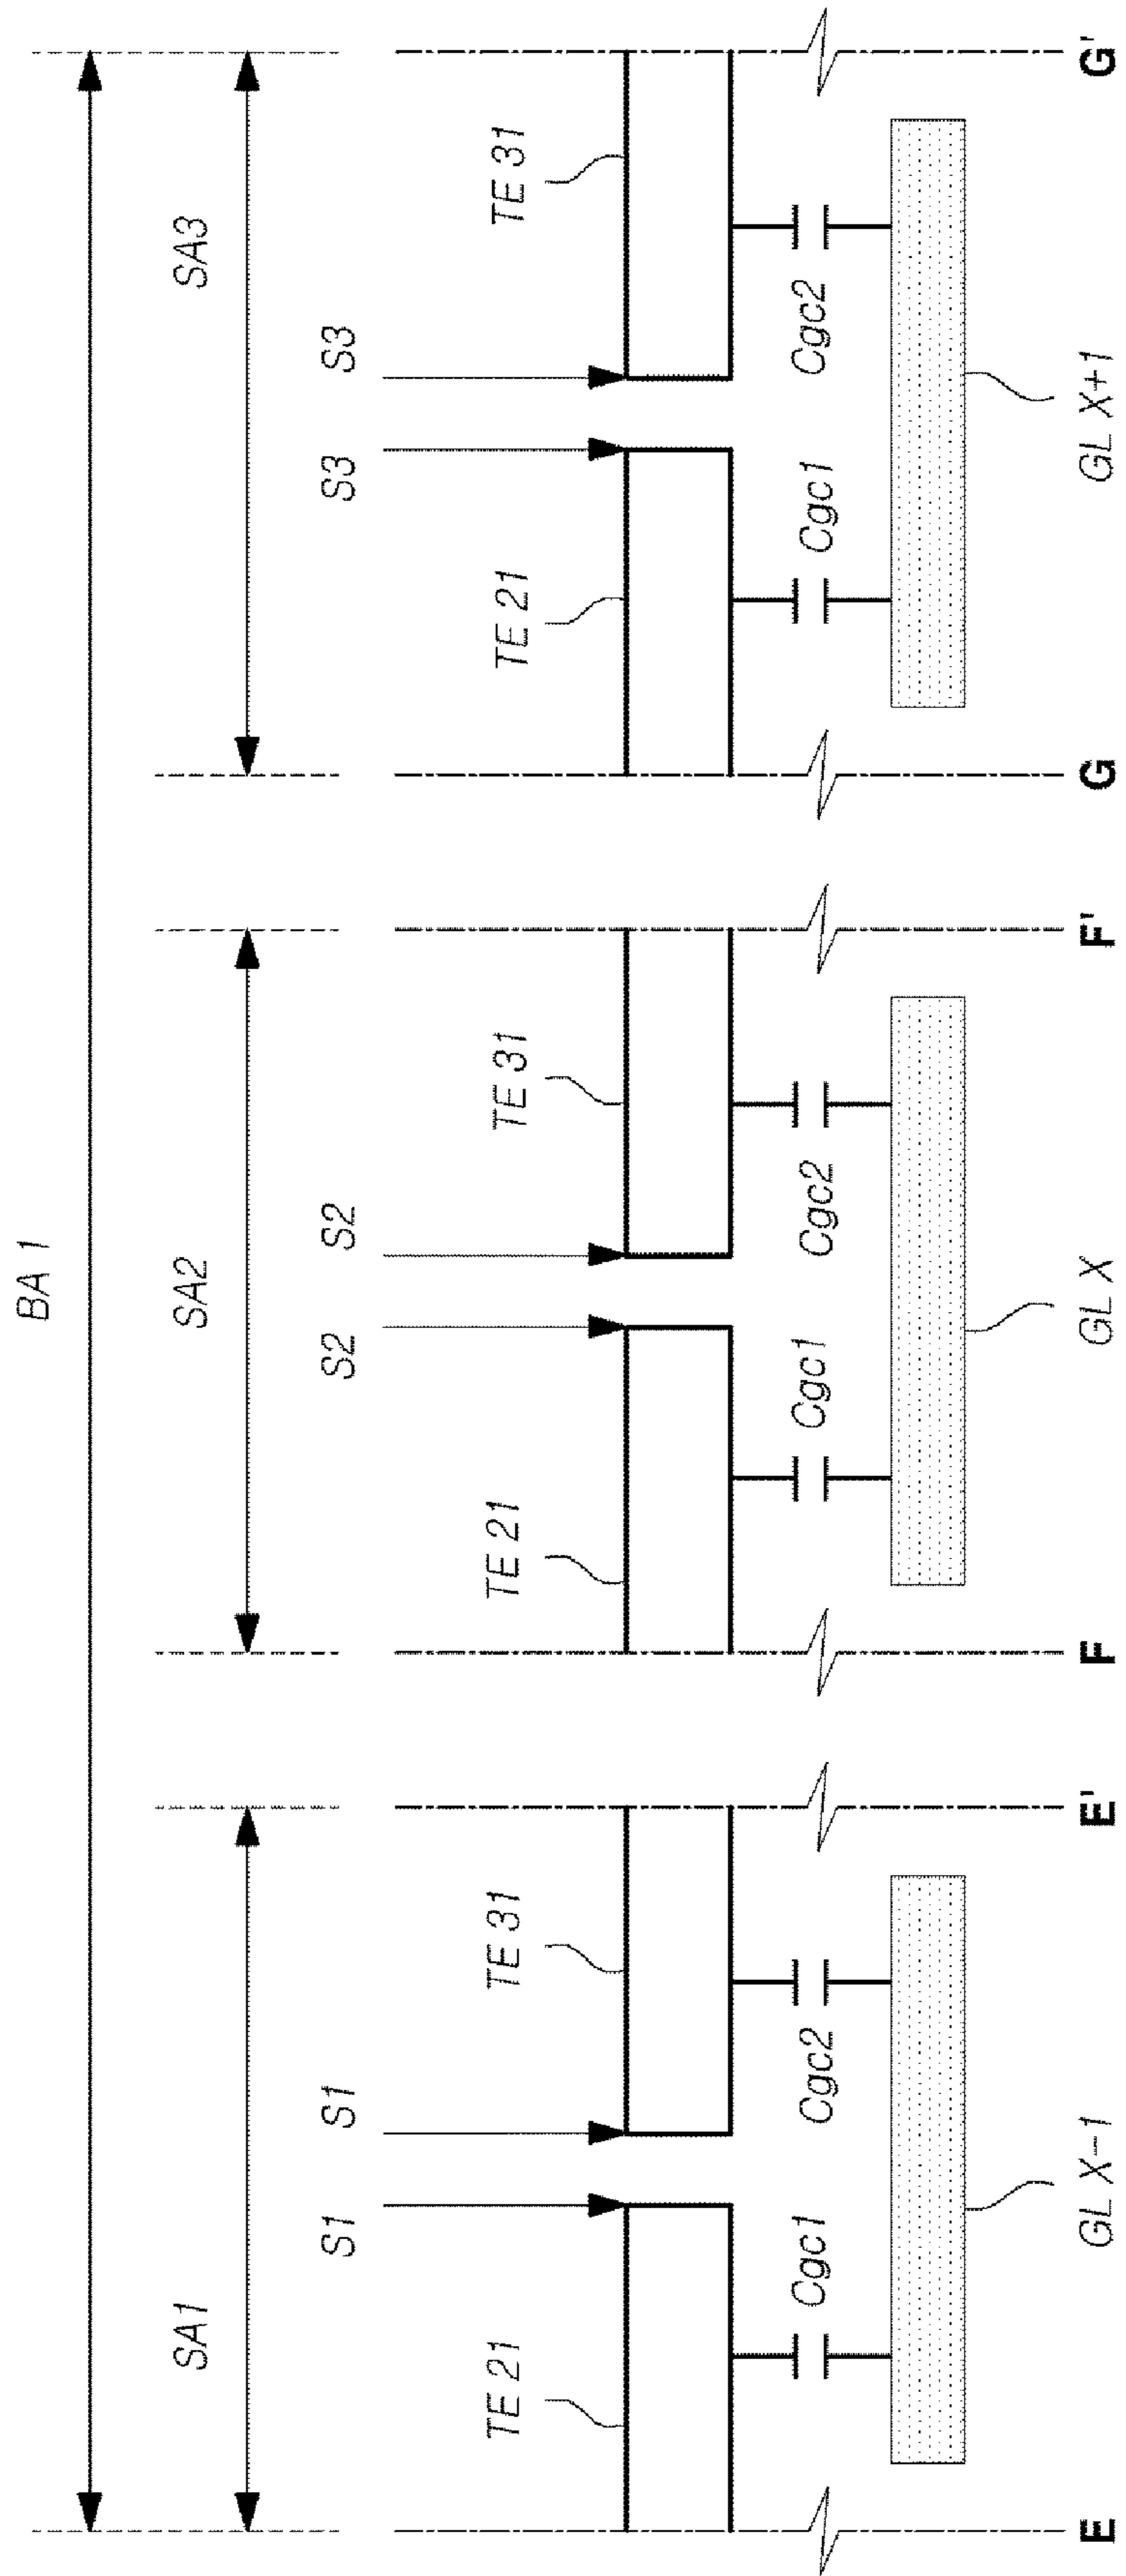 BA 1
SA1 SA2 SA3
S1 S1 S2 S2 S3 S3
TE 21 TE 31 TE 21 TE 31 TE 21 TE 31
Cgc1 Cgc2 Cgc1 Cgc2 Cgc1 Cgc2
GL X-1 GL X GL X+1
E E' F F' G G'